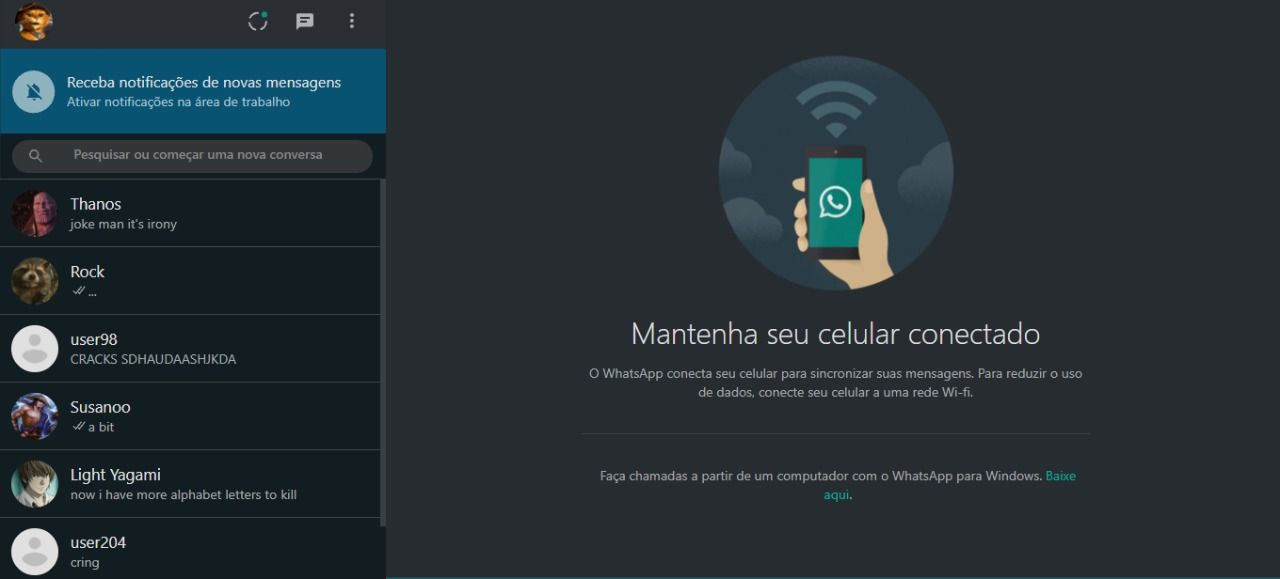 Receba notificações de novas mensagens
Ativar notificações na área de trabalho
Pesquisar ou começar uma nova conversa
Thanos
joke man it's irony
Rock
...
user98
CRACKS SDHAUDAASHJKDA
Susanoo
a bit
Light Yagami
now i have more alphabet letters to kill
user204
cring
Mantenha seu celular conectado
O WhatsApp conecta seu celular para sincronizar suas mensagens. Para reduzir o uso
de dados, conecte seu celular a uma rede Wi-fi.
Faça chamadas a partir de um computador com o WhatsApp para Windows. Baixe
aqui.